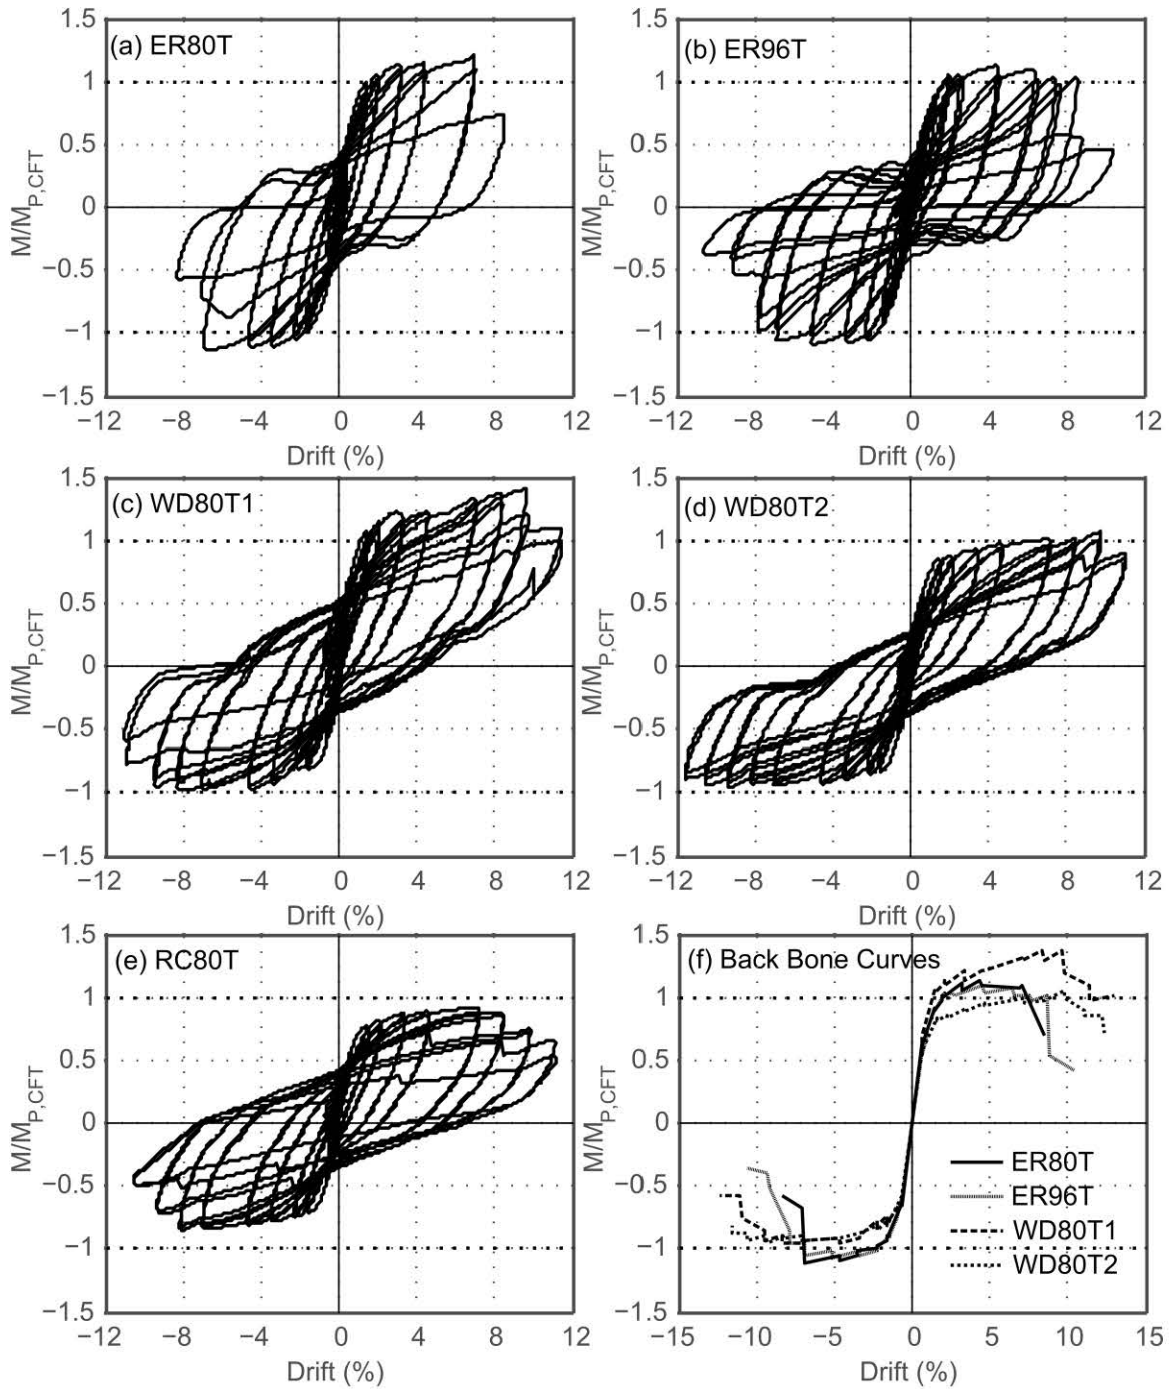 (a) ER80T
1.5
1
0.5
0
−0.5
−1
−1.5
M/M_P,CFT
−12 −8 −4 0 4 8 12
Drift (%)
(b) ER96T
1.5
1
0.5
0
−0.5
−1
−1.5
M/M_P,CFT
−12 −8 −4 0 4 8 12
Drift (%)
(c) WD80T1
1.5
1
0.5
0
−0.5
−1
−1.5
M/M_P,CFT
−12 −8 −4 0 4 8 12
Drift (%)
(d) WD80T2
1.5
1
0.5
0
−0.5
−1
−1.5
M/M_P,CFT
−12 −8 −4 0 4 8 12
Drift (%)
(e) RC80T
1.5
1
0.5
0
−0.5
−1
−1.5
M/M_P,CFT
−12 −8 −4 0 4 8 12
Drift (%)
(f) Back Bone Curves
1.5
1
0.5
0
−0.5
−1
−1.5
M/M_P,CFT
ER80T
ER96T
WD80T1
WD80T2
−15 −10 −5 0 5 10 15
Drift (%)